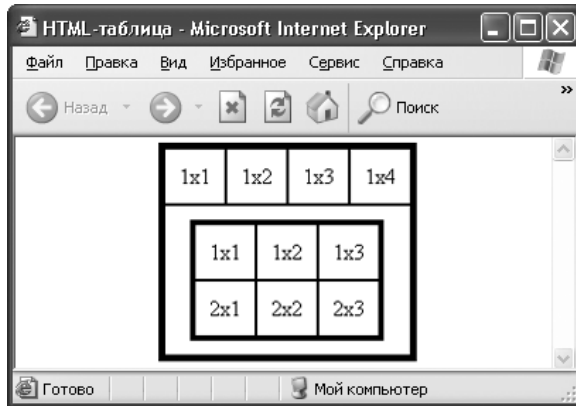 HTML-таблица - Microsoft Internet Explorer
Файл Правка Вид Избранное Сервис Справка
Назад Поиск »
1x1 1x2 1x3 1x4
1x1 1x2 1x3
2x1 2x2 2x3
Готово Мой компьютер